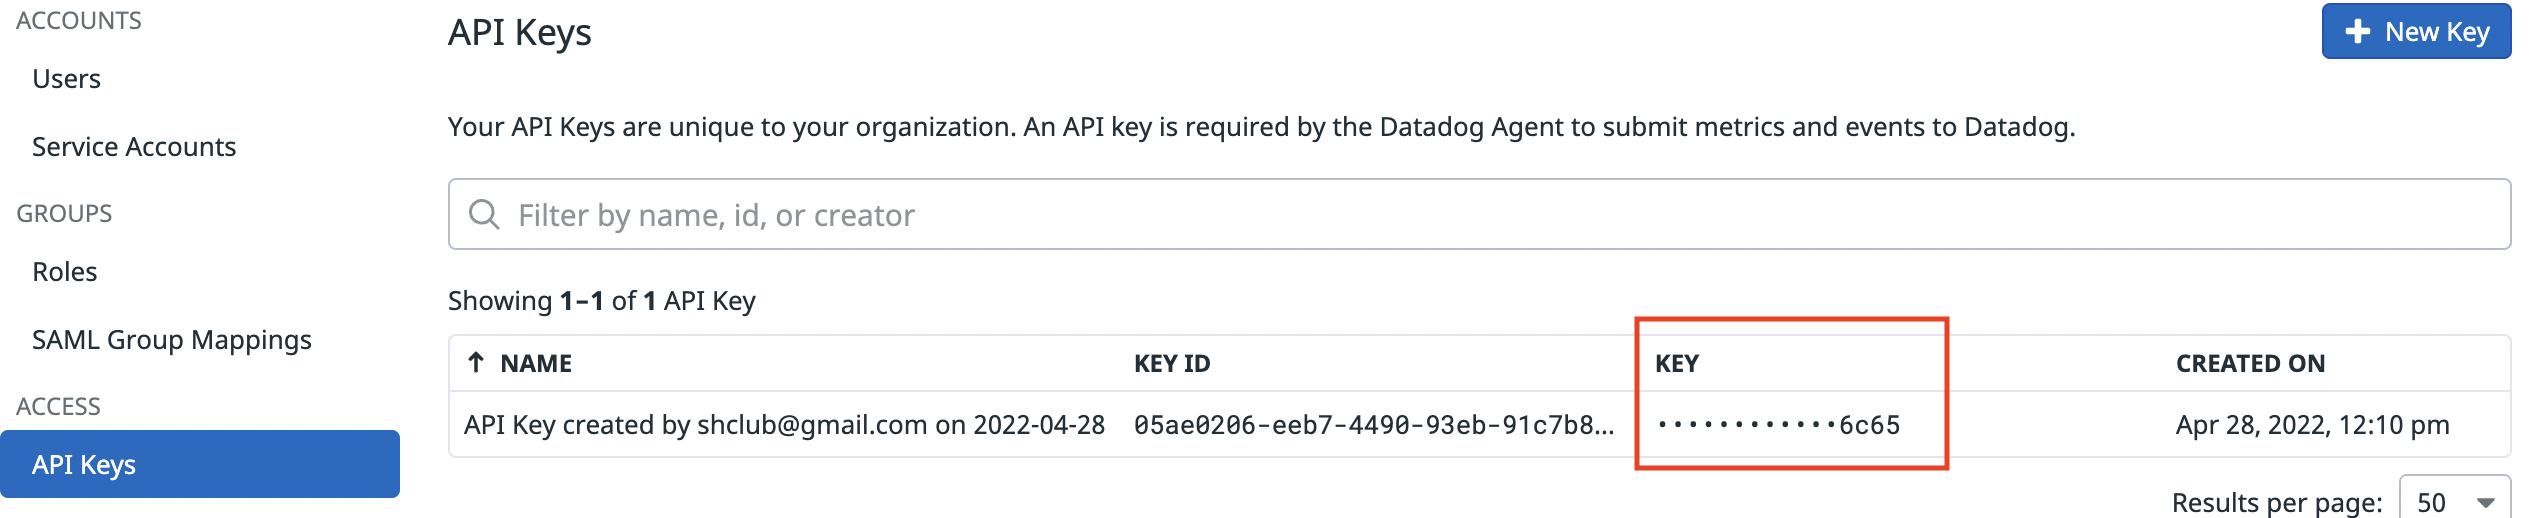 ACCOUNTS
Users
Service Accounts
GROUPS
Roles
SAML Group Mappings
ACCESS
API Keys
API Keys
New Key
Your API Keys are unique to your organization. An API key is required by the Datadog Agent to submit metrics and events to Datadog.
Filter by name, id, or creator
Showing 1–1 of 1 API Key
↑ NAME KEY ID KEY CREATED ON
API Key created by shclub@gmail.com on 2022-04-28 05ae0206-eeb7-4490-93eb-91c7b8... ············6c65 Apr 28, 2022, 12:10 pm
Results per page: 50